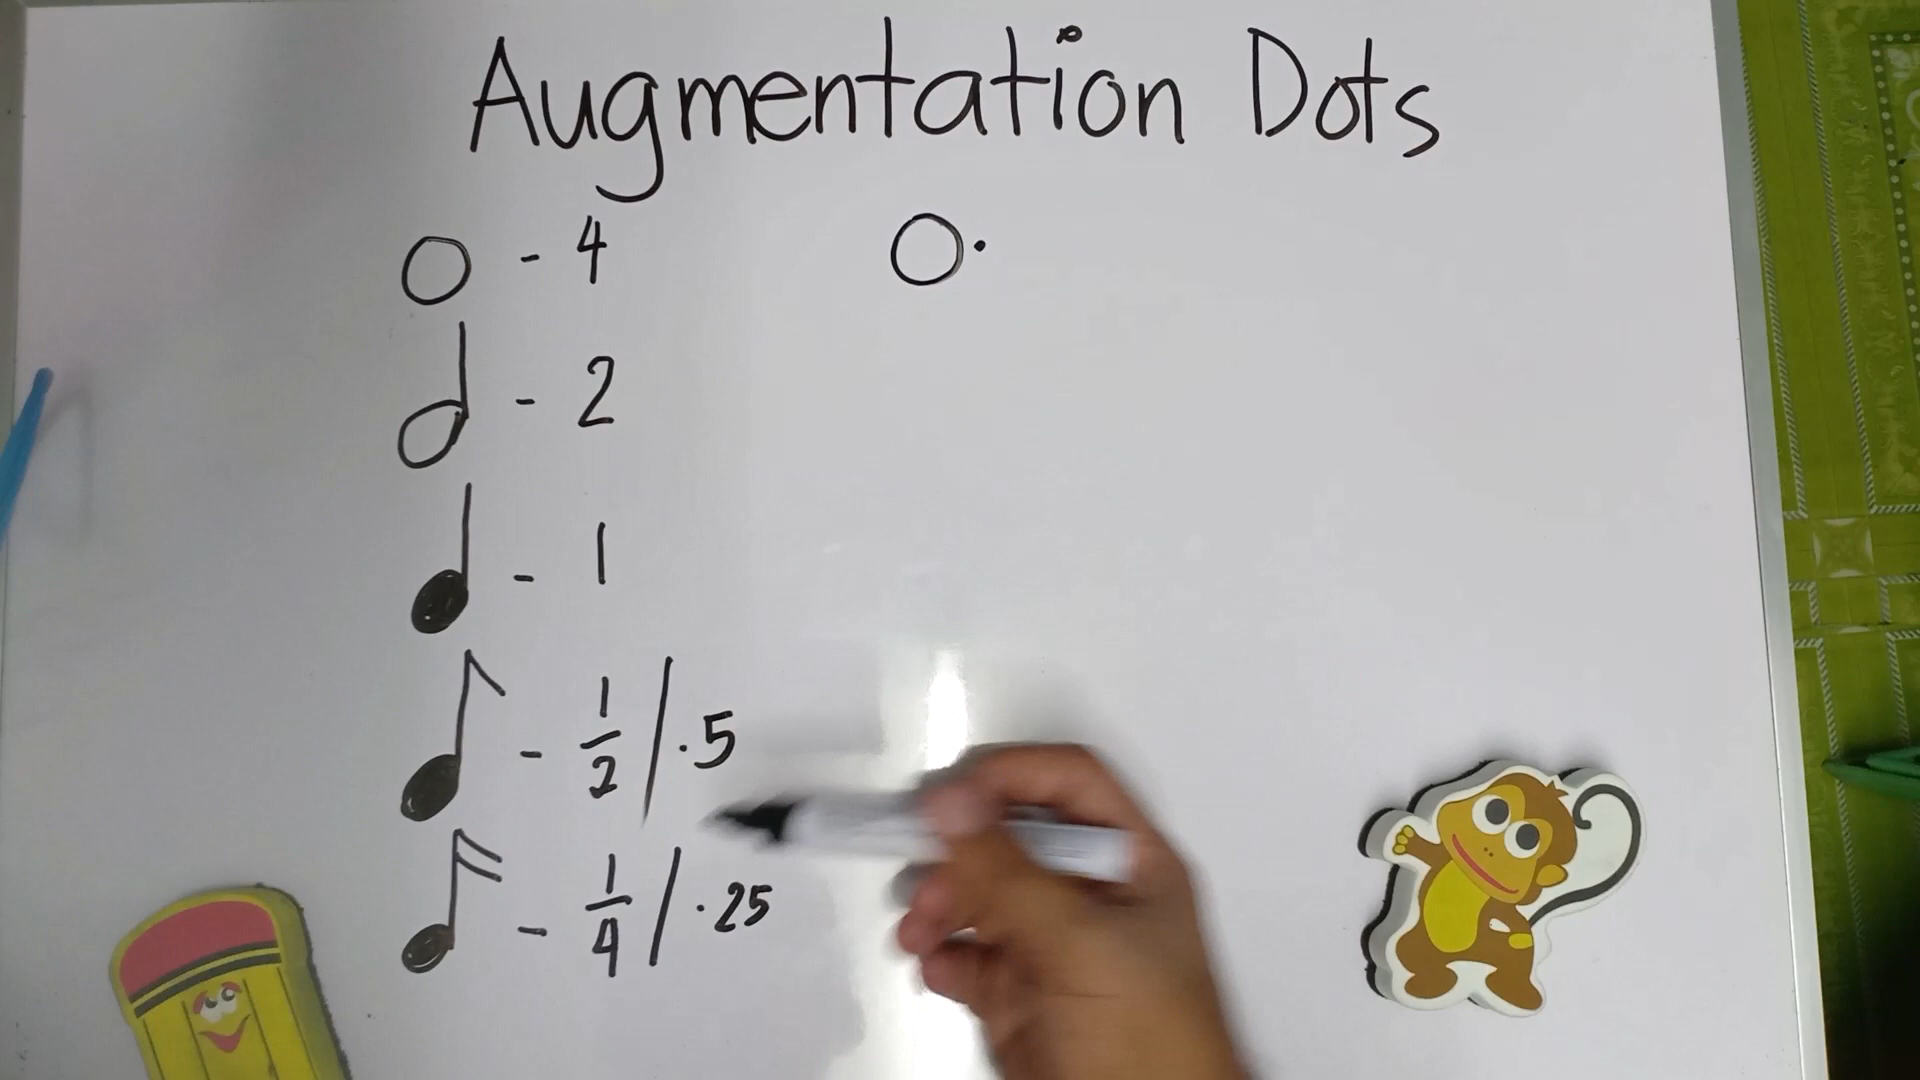 Augmentation Dots
- 4
- 2
- 1
- 1/2 / .5
- 1/4 / .25